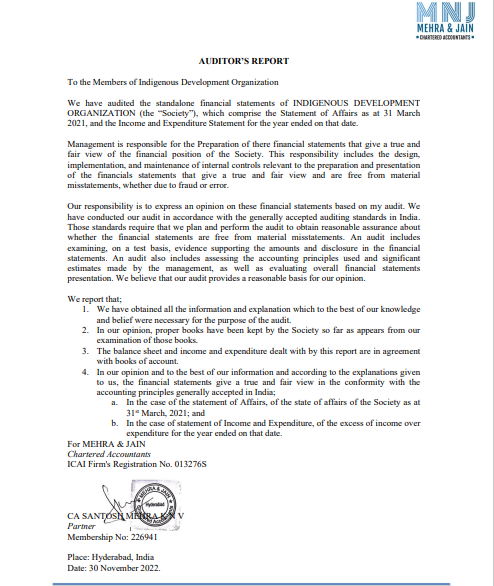 MNJ
MEHRA & JAIN
• CHARTERED ACCOUNTANTS •
AUDITOR'S REPORT
To the Members of Indigenous Development Organization
We have audited the standalone financial statements of INDIGENOUS DEVELOPMENT
ORGANIZATION (the "Society"), which comprise the Statement of Affairs as at 31 March
2021, and the Income and Expenditure Statement for the year ended on that date.
Management is responsible for the Preparation of there financial statements that give a true and
fair view of the financial position of the Society. This responsibility includes the design,
implementation, and maintenance of internal controls relevant to the preparation and presentation
of the financials statements that give a true and fair view and are free from material
misstatements, whether due to fraud or error.
Our responsibility is to express an opinion on these financial statements based on my audit. We
have conducted our audit in accordance with the generally accepted auditing standards in India.
Those standards require that we plan and perform the audit to obtain reasonable assurance about
whether the financial statements are free from material misstatements. An audit includes
examining, on a test basis, evidence supporting the amounts and disclosure in the financial
statements. An audit also includes assessing the accounting principles used and significant
estimates made by the management, as well as evaluating overall financial statements
presentation. We believe that our audit provides a reasonable basis for our opinion.
We report that;
1. We have obtained all the information and explanation which to the best of our knowledge
and belief were necessary for the purpose of the audit.
2. In our opinion, proper books have been kept by the Society so far as appears from our
examination of those books.
3. The balance sheet and income and expenditure dealt with by this report are in agreement
with books of account.
4. In our opinion and to the best of our information and according to the explanations given
to us, the financial statements give a true and fair view in the conformity with the
accounting principles generally accepted in India;
a. In the case of the statement of Affairs, of the state of affairs of the Society as at
31st March, 2021; and
b. In the case of statement of Income and Expenditure, of the excess of income over
expenditure for the year ended on that date.
For MEHRA & JAIN
Chartered Accountants
ICAI Firm's Registration No. 013276S
MEHRA & JAIN
Hyderabad
CA SANTOSH MEHRA K N V
Partner
Membership No: 226941
Place: Hyderabad, India
Date: 30 November 2022.